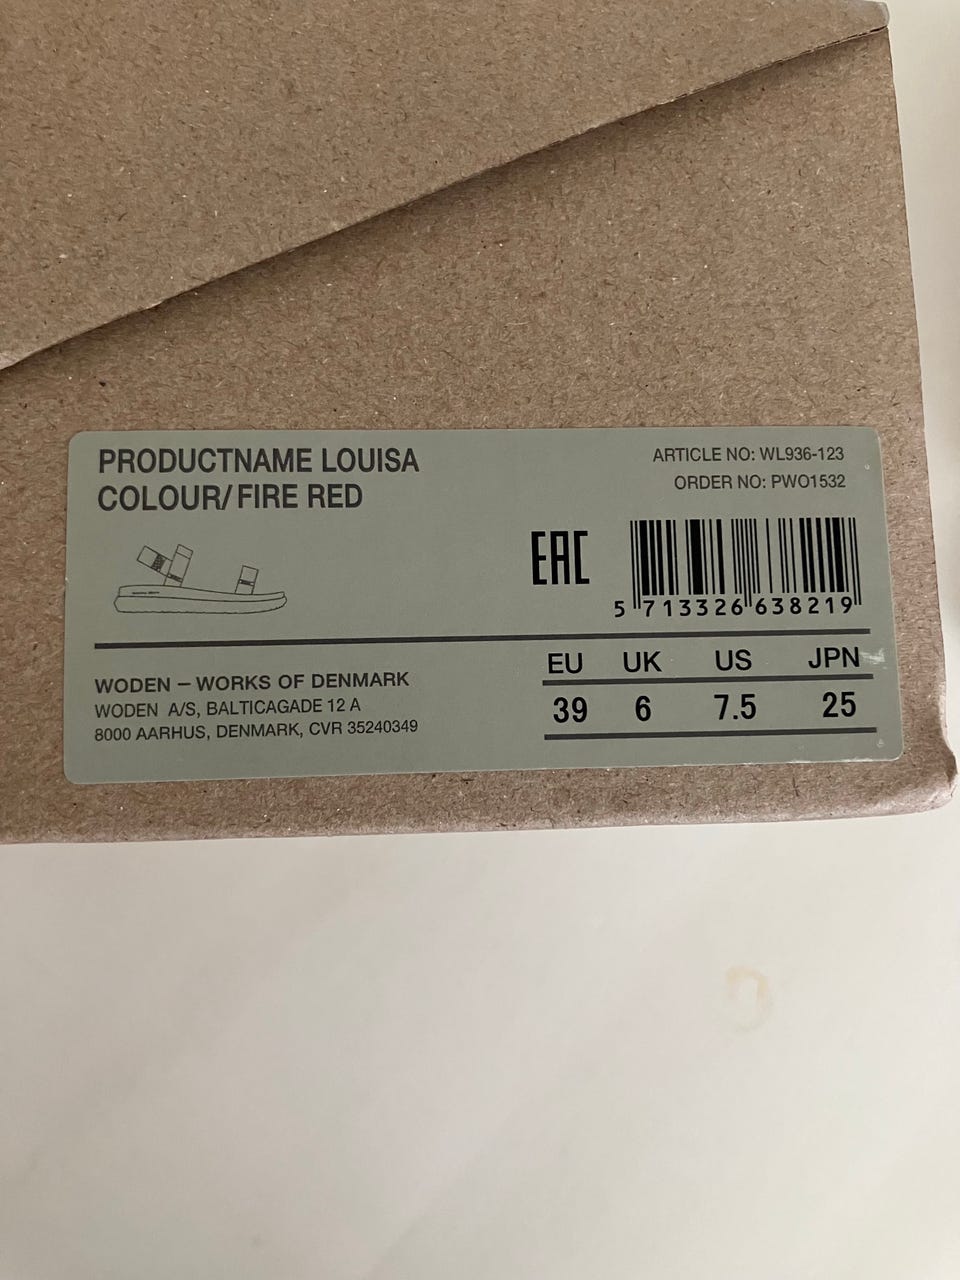 PRODUCTNAME LOUISA
COLOUR/FIRE RED
ARTICLE NO: WL936-123
ORDER NO: PWO1532
EAC
5 713326 638219
WODEN – WORKS OF DENMARK
WODEN A/S, BALTICAGADE 12 A
8000 AARHUS, DENMARK, CVR 35240349
EU UK US JPN
39 6 7.5 25